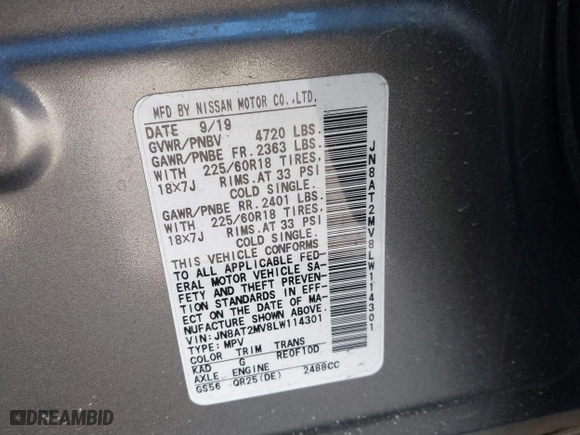 MFD BY NISSAN MOTOR CO.,LTD.
DATE 9/19
GVWR/PNBV 4720 LBS.
GAWR/PNBE FR. 2363 LBS.
WITH 225/60R18 TIRES,
18X7J RIMS.AT 33 PSI
COLD SINGLE.
GAWR/PNBE RR. 2401 LBS.
WITH 225/60R18 TIRES,
18X7J RIMS.AT 33 PSI
COLD SINGLE.
THIS VEHICLE CONFORMS
TO ALL APPLICABLE FED-
ERAL MOTOR VEHICLE SA-
FETY AND THEFT PREVEN-
TION STANDARDS IN EFF-
ECT ON THE DATE OF MA-
NUFACTURE SHOWN ABOVE.
VIN:JN8AT2MV8LW114301
TYPE:MPV
COLOR TRIM TRANS
KAD G RE0F10D
AXLE ENGINE
GS56 QR25(DE) 2488CC
JN8AT2MV8LW114301
DREAMBID